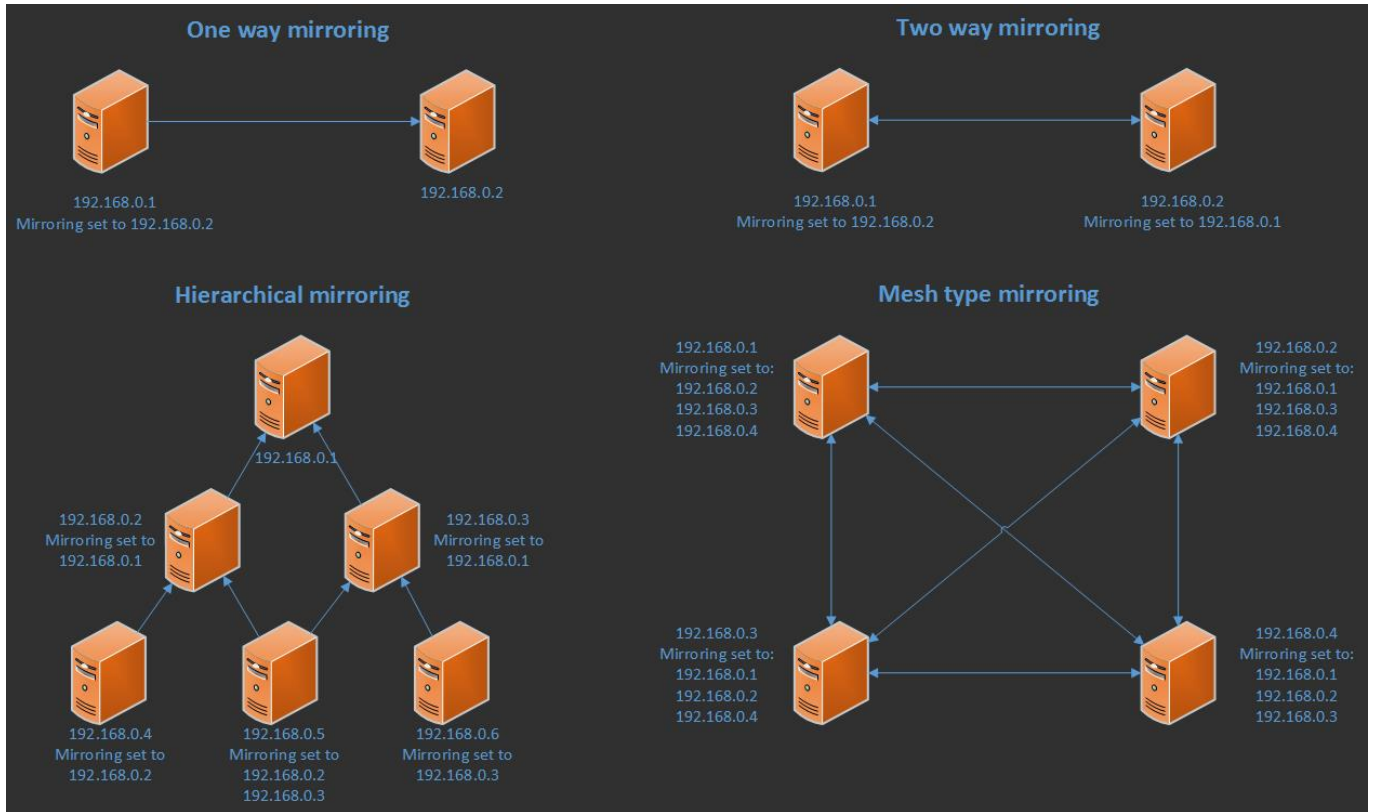 One way mirroring
192.168.0.1
Mirroring set to 192.168.0.2
192.168.0.2
Two way mirroring
192.168.0.1
Mirroring set to 192.168.0.2
192.168.0.2
Mirroring set to 192.168.0.1
Hierarchical mirroring
192.168.0.1
192.168.0.2
Mirroring set to
192.168.0.1
192.168.0.3
Mirroring set to
192.168.0.1
192.168.0.4
Mirroring set to
192.168.0.2
192.168.0.5
Mirroring set to
192.168.0.2
192.168.0.3
192.168.0.6
Mirroring set to
192.168.0.3
Mesh type mirroring
192.168.0.1
Mirroring set to:
192.168.0.2
192.168.0.3
192.168.0.4
192.168.0.2
Mirroring set to:
192.168.0.1
192.168.0.3
192.168.0.4
192.168.0.3
Mirroring set to:
192.168.0.1
192.168.0.2
192.168.0.4
192.168.0.4
Mirroring set to:
192.168.0.1
192.168.0.2
192.168.0.3